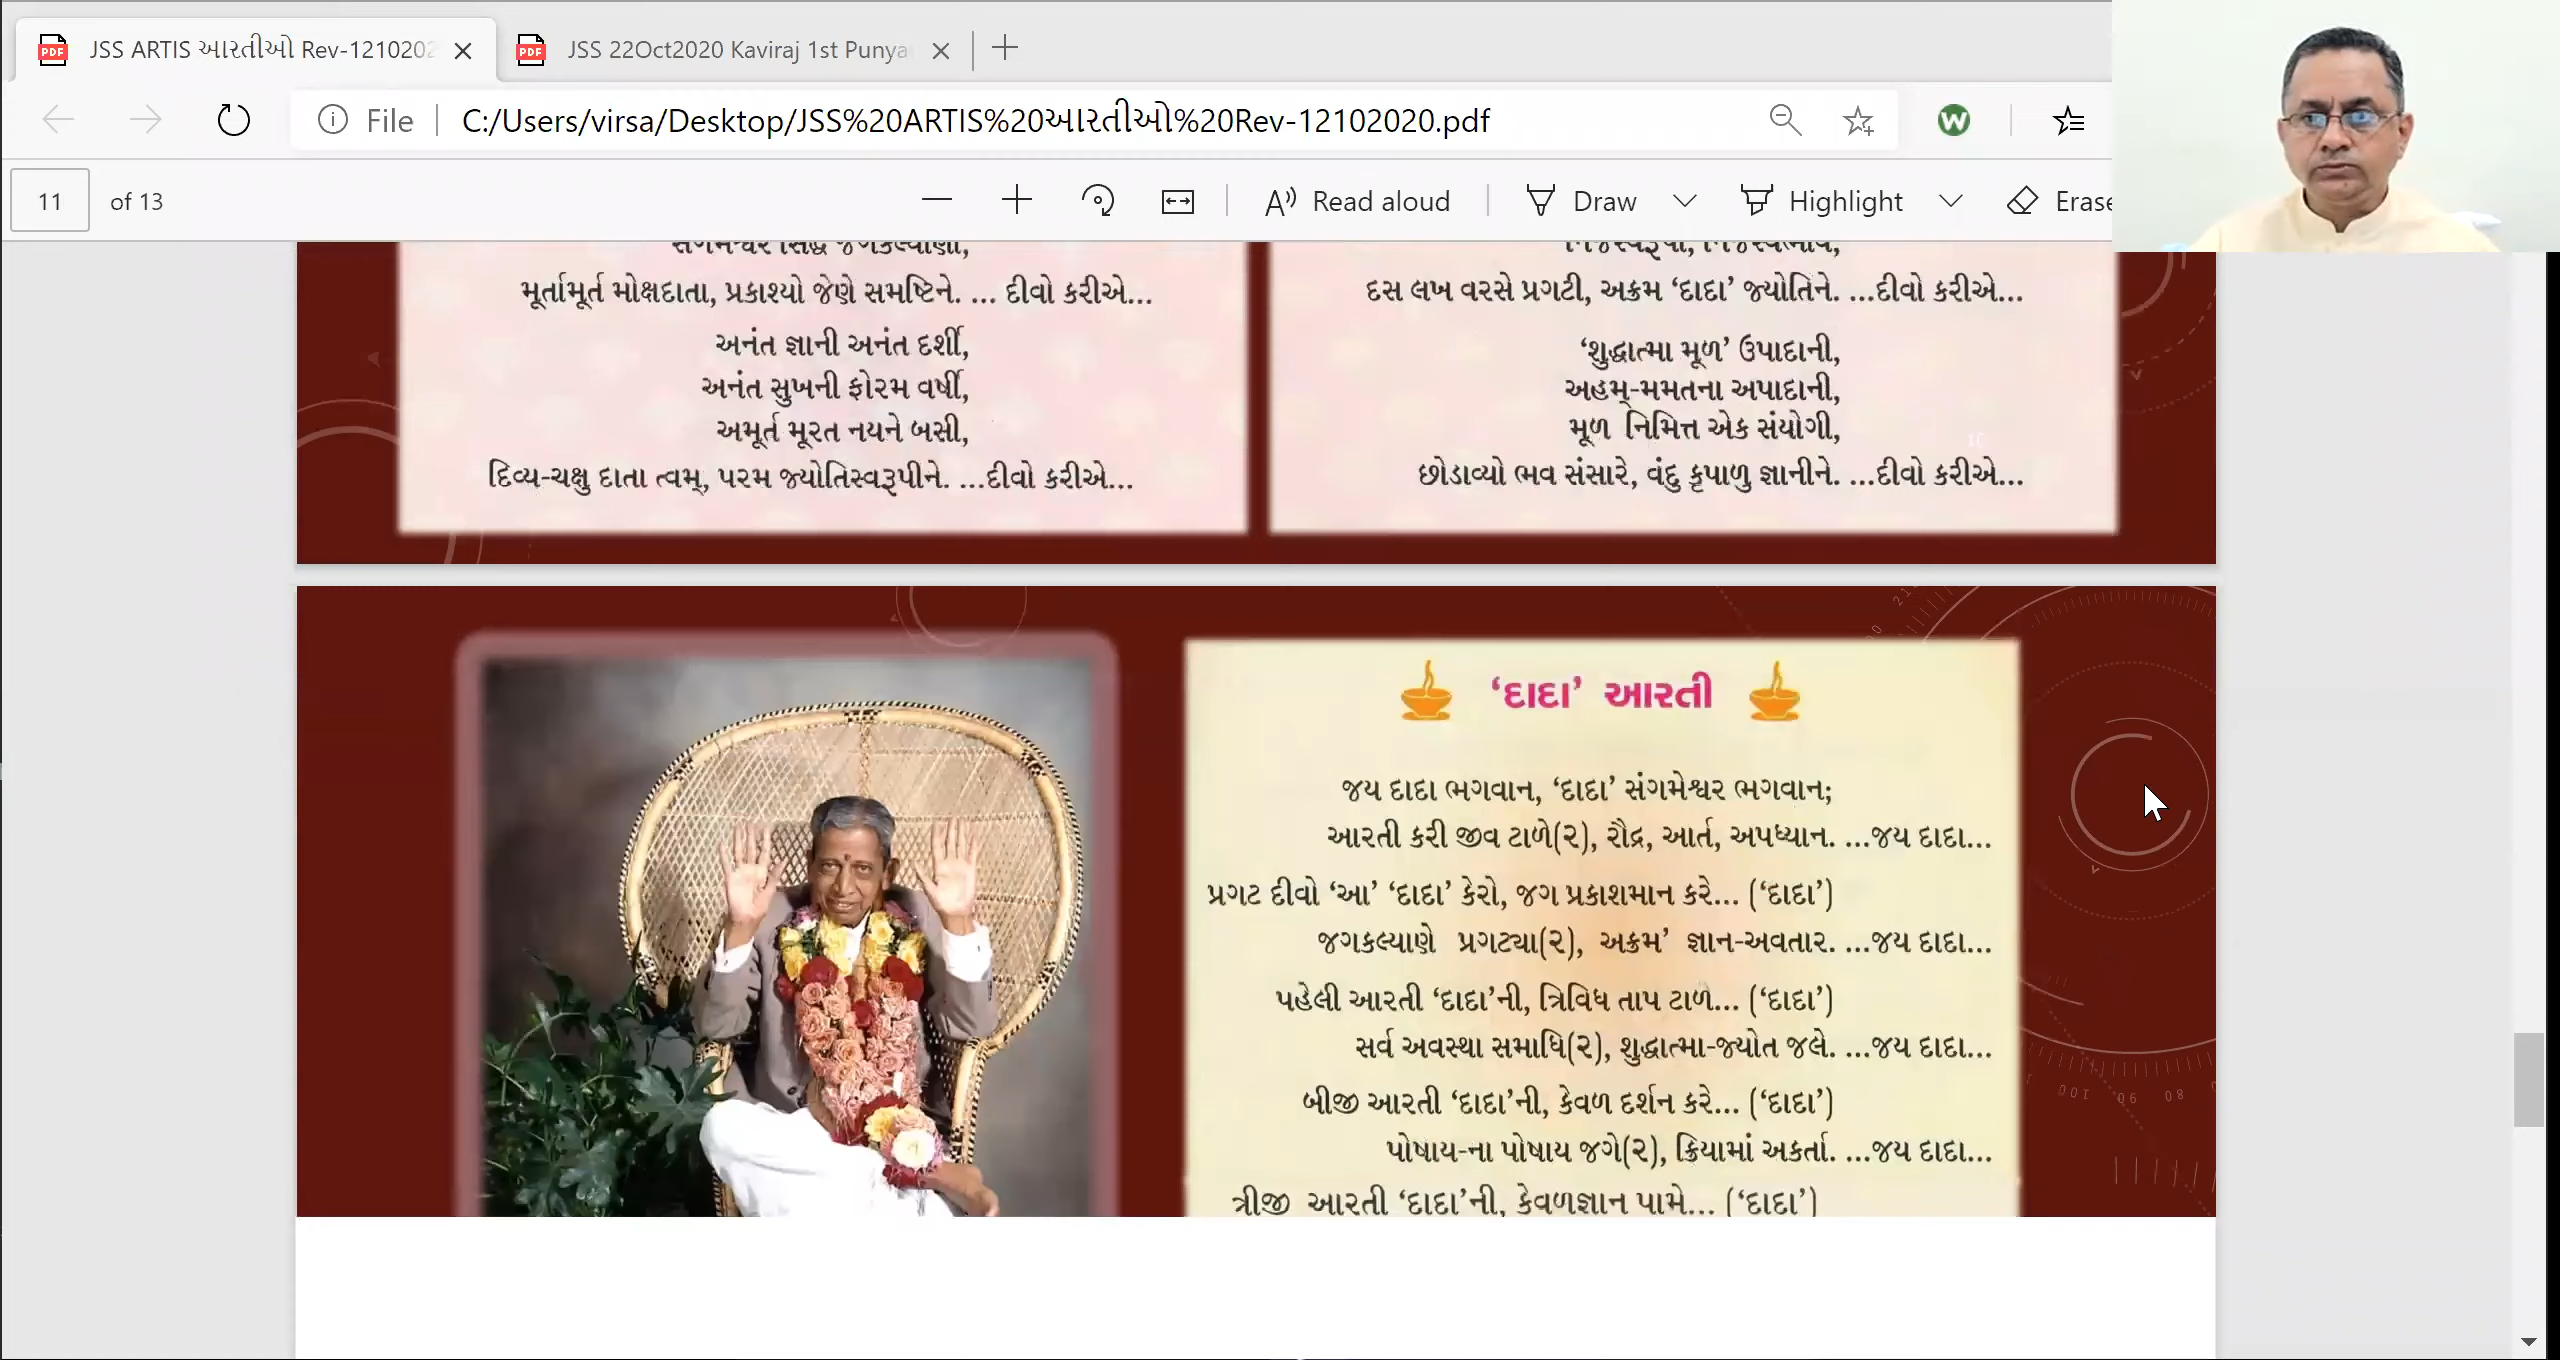 JSS ARTIS આરતીઓ Rev-1210202
JSS 22Oct2020 Kaviraj 1st Punya
File
C:/Users/virsa/Desktop/JSS%20ARTIS%20આરતીઓ%20Rev-12102020.pdf
11 of 13
Read aloud
Draw
Highlight
Erase
સંગમેશ્વર સિદ્ધ જગકલ્યાણી,
મૂર્તામૂર્ત મોક્ષદાતા, પ્રકાશ્યો જેણે સમષ્ટિને. ... દીવો કરીએ...
અનંત જ્ઞાની અનંત દર્શી,
અનંત સુખની ફોરમ વર્ષી,
અમૂર્ત મૂરત નયને બસી,
દિવ્ય-ચક્ષુ દાતા ત્વમ્, પરમ જ્યોતિસ્વરૂપીને. ...દીવો કરીએ...
દસ લખ વરસે પ્રગટી, અક્રમ ‘દાદા’ જ્યોતિને. ...દીવો કરીએ...
‘શુદ્ધાત્મા મૂળ’ ઉપાદાની,
અહમ્-મમતના અપાદાની,
મૂળ નિમિત્ત એક સંયોગી,
છોડાવ્યો ભવ સંસારે, વંદુ કૃપાળુ જ્ઞાનીને. ...દીવો કરીએ...
‘દાદા’ આરતી
જય દાદા ભગવાન, ‘દાદા’ સંગમેશ્વર ભગવાન;
આરતી કરી જીવ ટાળે(૨), રૌદ્ર, આર્ત, અપધ્યાન. ...જય દાદા...
પ્રગટ દીવો ‘આ’ ‘દાદા’ કેરો, જગ પ્રકાશમાન કરે... (‘દાદા’)
જગકલ્યાણે પ્રગટ્યા(૨), અક્રમ’ જ્ઞાન-અવતાર. ...જય દાદા...
પહેલી આરતી ‘દાદા’ની, ત્રિવિધ તાપ ટાળે... (‘દાદા’)
સર્વ અવસ્થા સમાધિ(૨), શુદ્ધાત્મા-જ્યોત જલે. ...જય દાદા...
બીજી આરતી ‘દાદા’ની, કેવળ દર્શન કરે... (‘દાદા’)
પોષાય-ના પોષાય જગે(૨), ક્રિયામાં અકર્તા. ...જય દાદા...
ત્રીજી આરતી ‘દાદા’ની, કેવળજ્ઞાન પામે... (‘દાદા’)